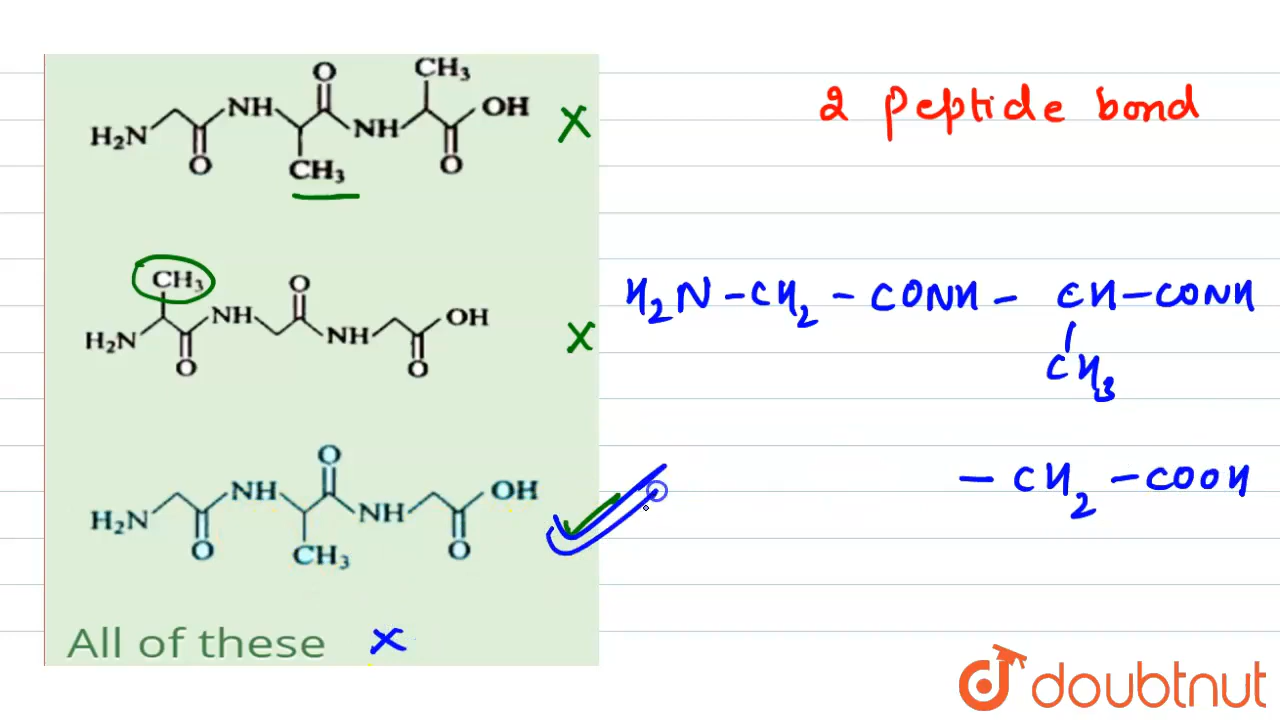 CH₃
O
OH
NH
H₂N
NH
O
CH₃
O
X
2 Peptide bond
CH₃
O
NH
OH
H₂N
NH
O
O
X
H₂N – CH₂ – CONH – CH – CONH
CH₃
– CH₂ – COOH
O
NH
OH
H₂N
NH
O
CH₃
O
All of these X
doubtnut